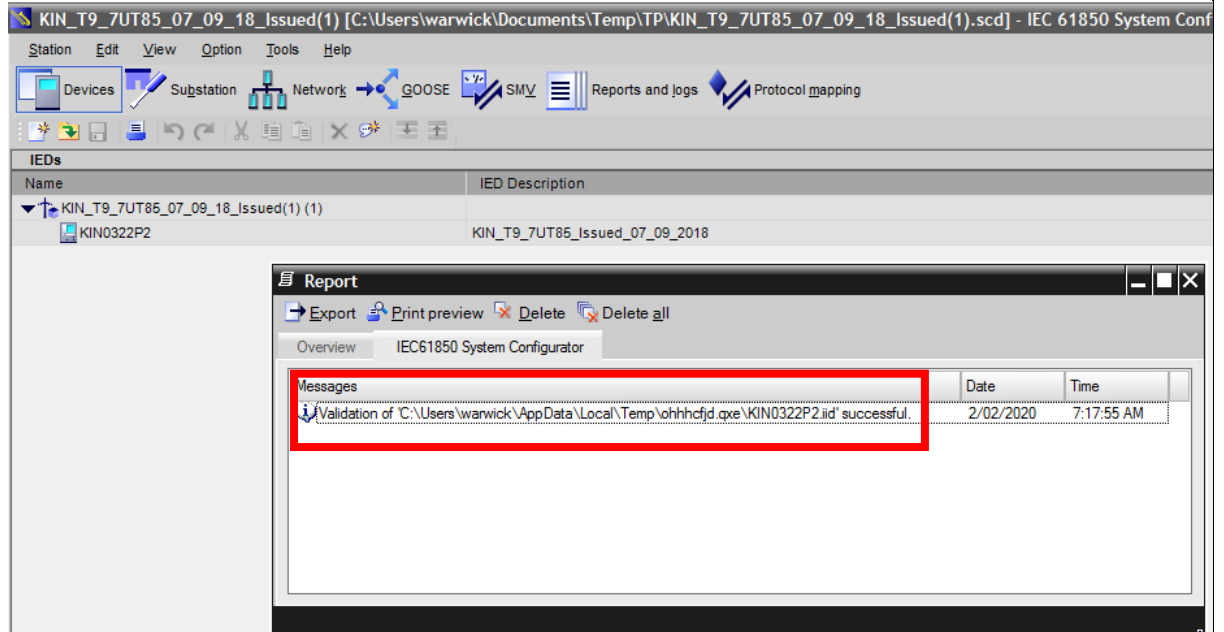 KIN_T9_7UT85_07_09_18_Issued(1) [C:\Users\warwick\Documents\Temp\TP\KIN_T9_7UT85_07_09_18_Issued(1).scd] - IEC 61850 System Conf
Station Edit View Option Tools Help
Devices Substation Network GOOSE SMV Reports and logs Protocol mapping
IEDs
Name IED Description
KIN_T9_7UT85_07_09_18_Issued(1) (1)
KIN0322P2 KIN_T9_7UT85_Issued_07_09_2018
Report
Export Print preview Delete Delete all
Overview IEC61850 System Configurator
Messages Date Time
Validation of 'C:\Users\warwick\AppData\Local\Temp\ohhhcfjd.qxe\KIN0322P2.iid' successful. 2/02/2020 7:17:55 AM